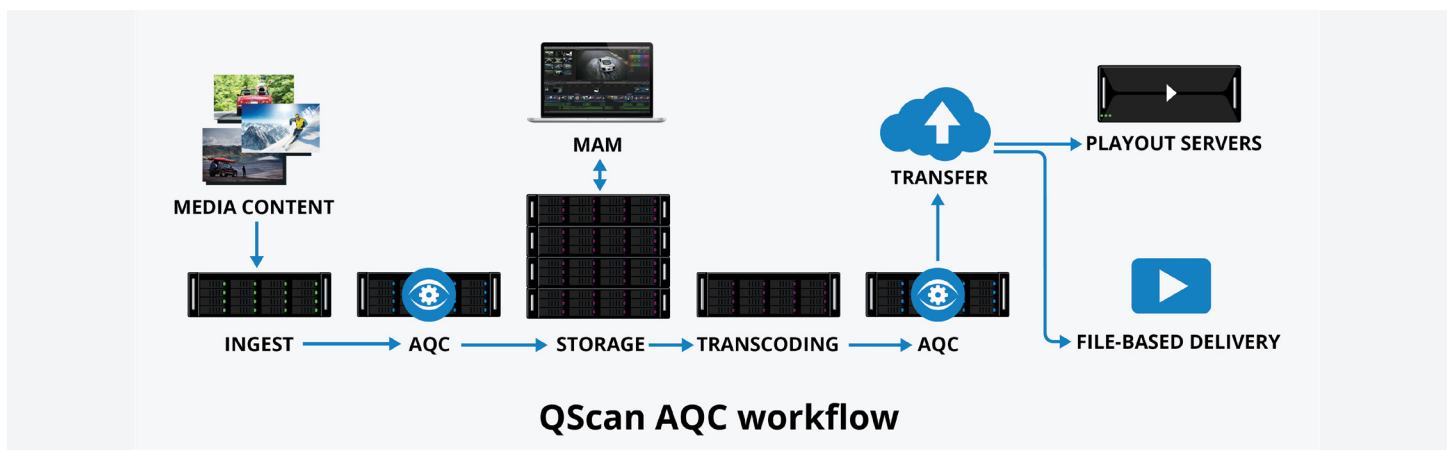 MAM
PLAYOUT SERVERS
TRANSFER
MEDIA CONTENT
INGEST
AQC
STORAGE
TRANSCODING
AQC
FILE-BASED DELIVERY
QScan AQC workflow